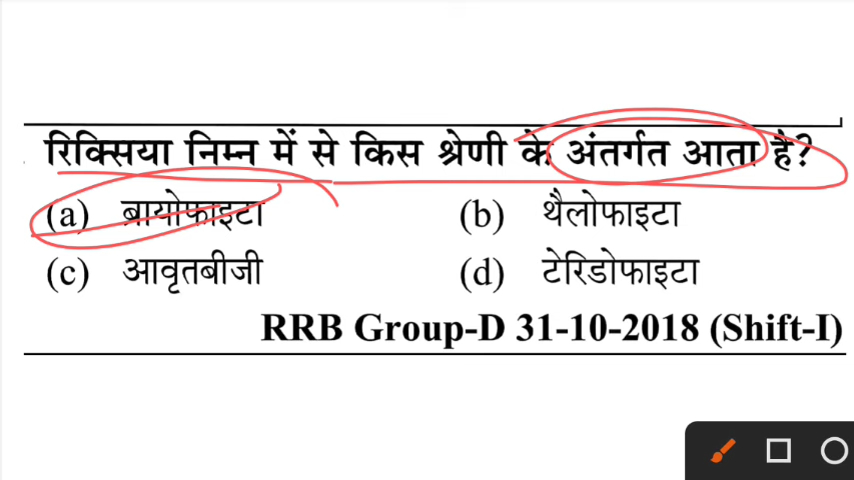 रिक्सिया निम्न में से किस श्रेणी के अंतर्गत आता है?
(a) ब्रायोफाइटा (b) थैलोफाइटा
(c) आवृतबीजी (d) टेरिडोफाइटा
RRB Group-D 31-10-2018 (Shift-I)